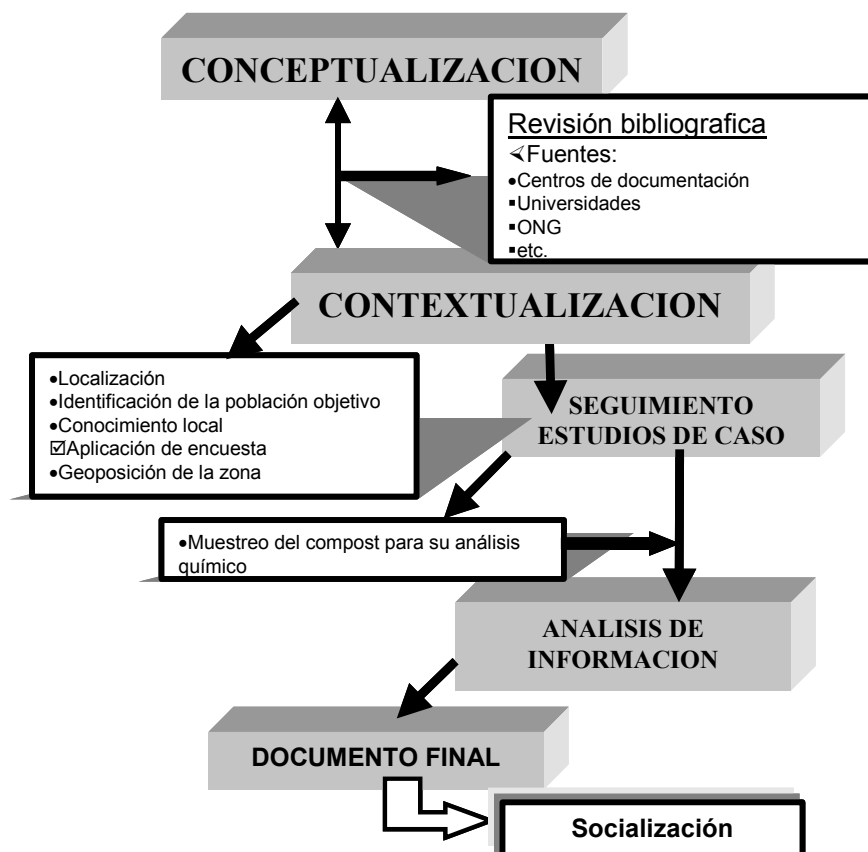 CONCEPTUALIZACION
Revisión bibliografica
⮘Fuentes:
•Centros de documentación
▪Universidades
▪ONG
▪etc.
CONTEXTUALIZACION
•Localización
•Identificación de la población objetivo
•Conocimiento local
☑Aplicación de encuesta
•Geoposición de la zona
SEGUIMIENTO
ESTUDIOS DE CASO
•Muestreo del compost para su análisis
químico
ANALISIS DE
INFORMACION
DOCUMENTO FINAL
Socialización